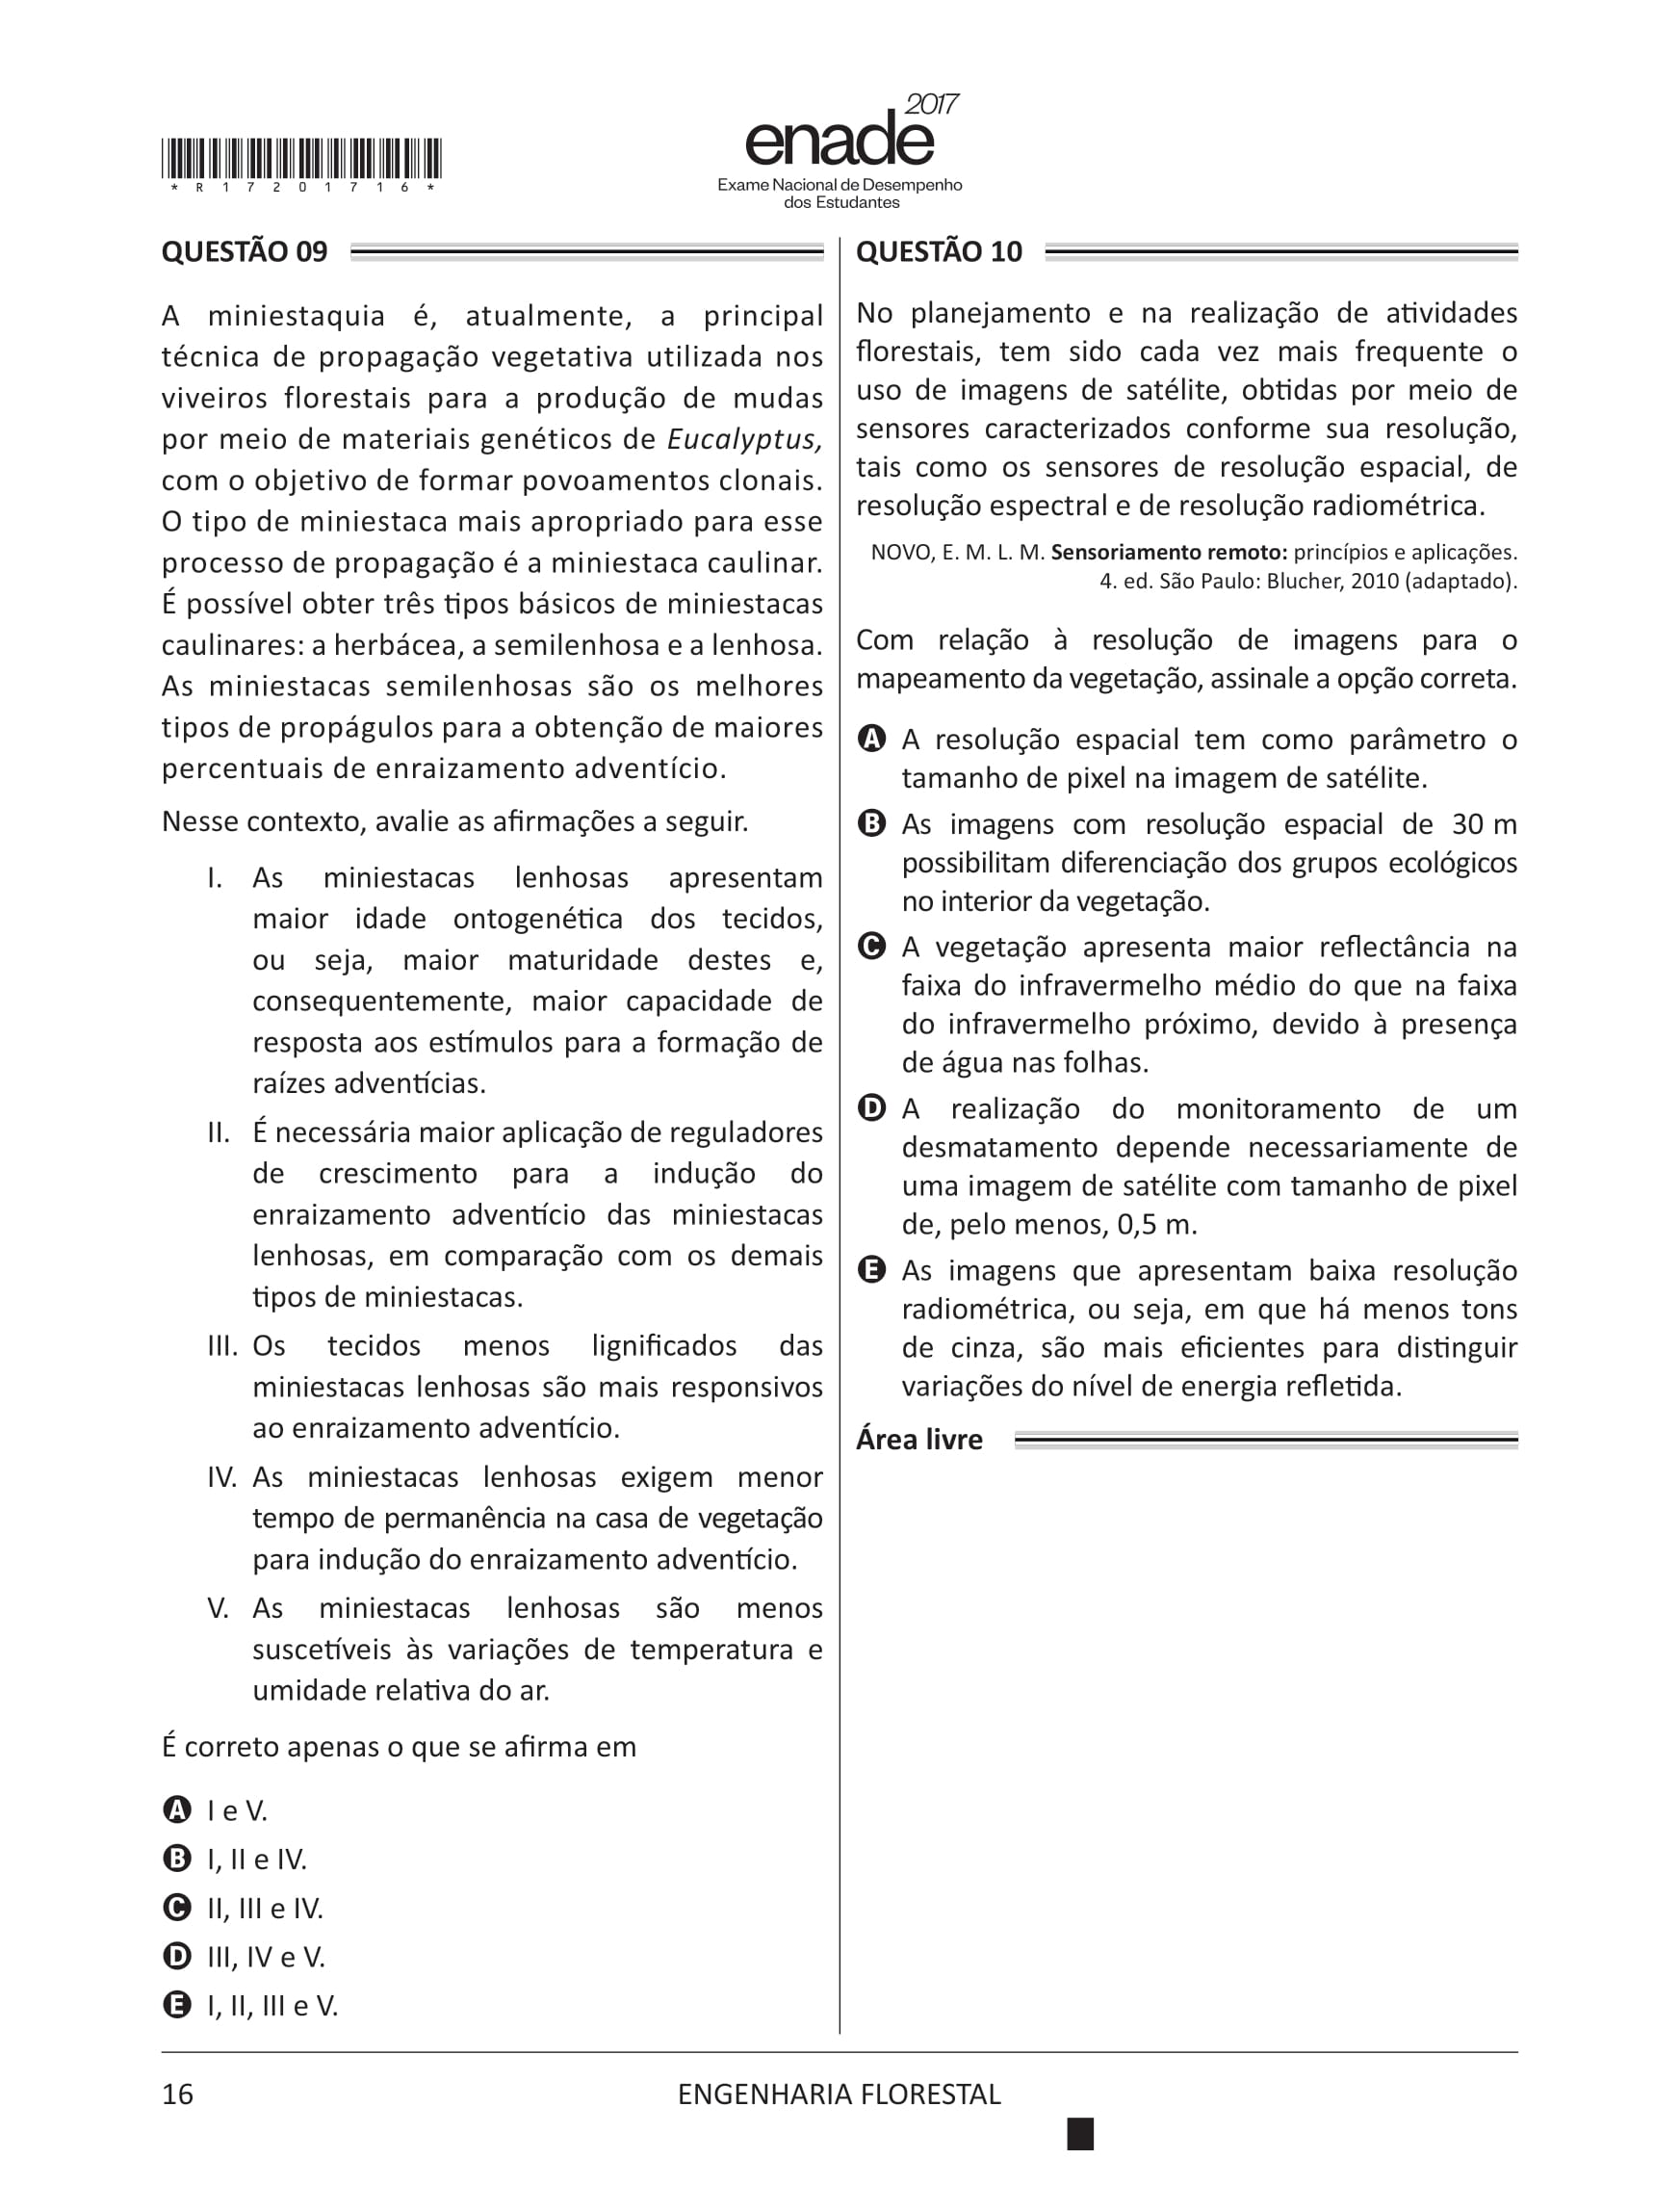 *R17201716*
2017
enade
Exame Nacional de Desempenho
dos Estudantes
QUESTÃO 09
A miniestaquia é, atualmente, a principal
técnica de propagação vegetativa utilizada nos
viveiros florestais para a produção de mudas
por meio de materiais genéticos de Eucalyptus,
com o objetivo de formar povoamentos clonais.
O tipo de miniestaca mais apropriado para esse
processo de propagação é a miniestaca caulinar.
É possível obter três tipos básicos de miniestacas
caulinares: a herbácea, a semilenhosa e a lenhosa.
As miniestacas semilenhosas são os melhores
tipos de propágulos para a obtenção de maiores
percentuais de enraizamento adventício.
Nesse contexto, avalie as afirmações a seguir.
I. As miniestacas lenhosas apresentam
maior idade ontogenética dos tecidos,
ou seja, maior maturidade destes e,
consequentemente, maior capacidade de
resposta aos estímulos para a formação de
raízes adventícias.
II. É necessária maior aplicação de reguladores
de crescimento para a indução do
enraizamento adventício das miniestacas
lenhosas, em comparação com os demais
tipos de miniestacas.
III. Os tecidos menos lignificados das
miniestacas lenhosas são mais responsivos
ao enraizamento adventício.
IV. As miniestacas lenhosas exigem menor
tempo de permanência na casa de vegetação
para indução do enraizamento adventício.
V. As miniestacas lenhosas são menos
suscetíveis às variações de temperatura e
umidade relativa do ar.
É correto apenas o que se afirma em
A I e V.
B I, II e IV.
C II, III e IV.
D III, IV e V.
E I, II, III e V.
QUESTÃO 10
No planejamento e na realização de atividades
florestais, tem sido cada vez mais frequente o
uso de imagens de satélite, obtidas por meio de
sensores caracterizados conforme sua resolução,
tais como os sensores de resolução espacial, de
resolução espectral e de resolução radiométrica.
NOVO, E. M. L. M. Sensoriamento remoto: princípios e aplicações.
4. ed. São Paulo: Blucher, 2010 (adaptado).
Com relação à resolução de imagens para o
mapeamento da vegetação, assinale a opção correta.
A A resolução espacial tem como parâmetro o
tamanho de pixel na imagem de satélite.
B As imagens com resolução espacial de 30 m
possibilitam diferenciação dos grupos ecológicos
no interior da vegetação.
C A vegetação apresenta maior reflectância na
faixa do infravermelho médio do que na faixa
do infravermelho próximo, devido à presença
de água nas folhas.
D A realização do monitoramento de um
desmatamento depende necessariamente de
uma imagem de satélite com tamanho de pixel
de, pelo menos, 0,5 m.
E As imagens que apresentam baixa resolução
radiométrica, ou seja, em que há menos tons
de cinza, são mais eficientes para distinguir
variações do nível de energia refletida.
Área livre
16
ENGENHARIA FLORESTAL